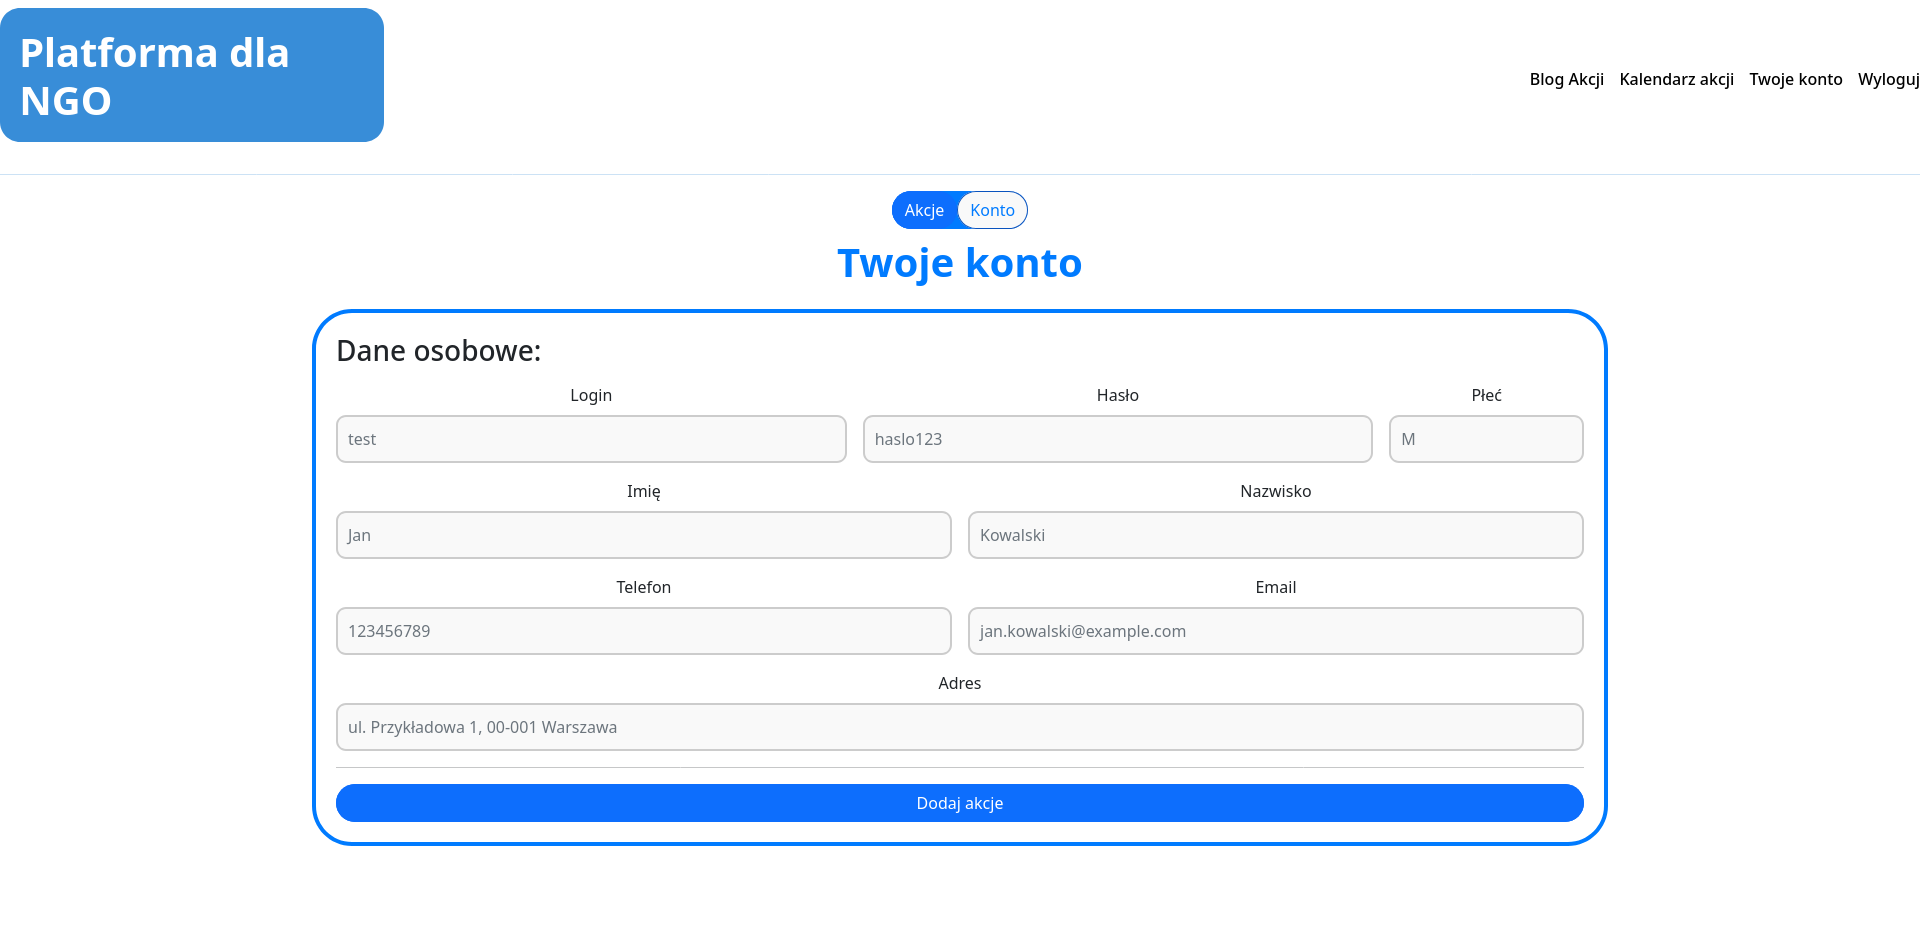 Platforma dla
NGO
Blog Akcji Kalendarz akcji Twoje konto Wyloguj
Akcje Konto
Twoje konto
Dane osobowe:
Login Hasło Płeć
test haslo123 M
Imię Nazwisko
Jan Kowalski
Telefon Email
123456789 jan.kowalski@example.com
Adres
ul. Przykładowa 1, 00-001 Warszawa
Dodaj akcje